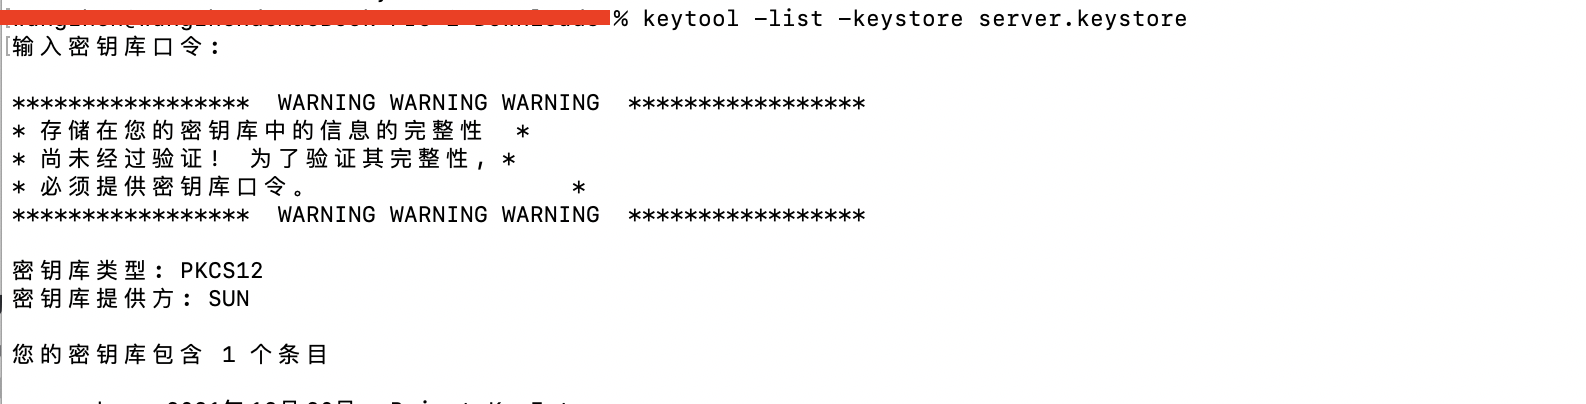 % keytool -list -keystore server.keystore
输入密钥库口令:
***************** WARNING WARNING WARNING *****************
* 存储在您的密钥库中的信息的完整性 *
* 尚未经过验证! 为了验证其完整性, *
* 必须提供密钥库口令。 *
***************** WARNING WARNING WARNING *****************
密钥库类型: PKCS12
密钥库提供方: SUN
您的密钥库包含 1 个条目